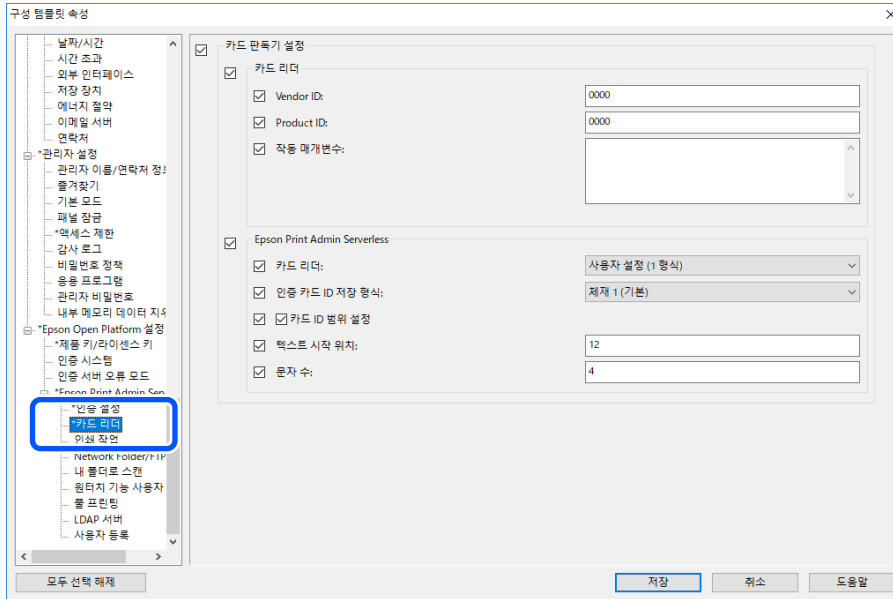 구성 템플릿 속성
날짜/시간
시간 초과
외부 인터페이스
저장 장치
에너지 절약
이메일 서버
연락처
*관리자 설정
관리자 이름/연락처 정보
즐겨찾기
기본 모드
패널 잠금
*액세스 제한
감사 로그
비밀번호 정책
응용 프로그램
관리자 비밀번호
내부 메모리 데이터 지우
*Epson Open Platform 설정
*제품 키/라이센스 키
인증 시스템
인증 서버 오류 모드
*Epson Print Admin Ser
*인증 설정
*카드 리더
인쇄 작업
Network Folder/FTP
내 폴더로 스캔
원터치 기능 사용자
풀 프린팅
LDAP 서버
사용자 등록
모두 선택 해제
카드 판독기 설정
카드 리더
Vendor ID: 0000
Product ID: 0000
작동 매개변수:
Epson Print Admin Serverless
카드 리더: 사용자 설정 (1 형식)
인증 카드 ID 저장 형식: 체재 1 (기본)
카드 ID 범위 설정
텍스트 시작 위치: 12
문자 수: 4
저장 취소 도움말